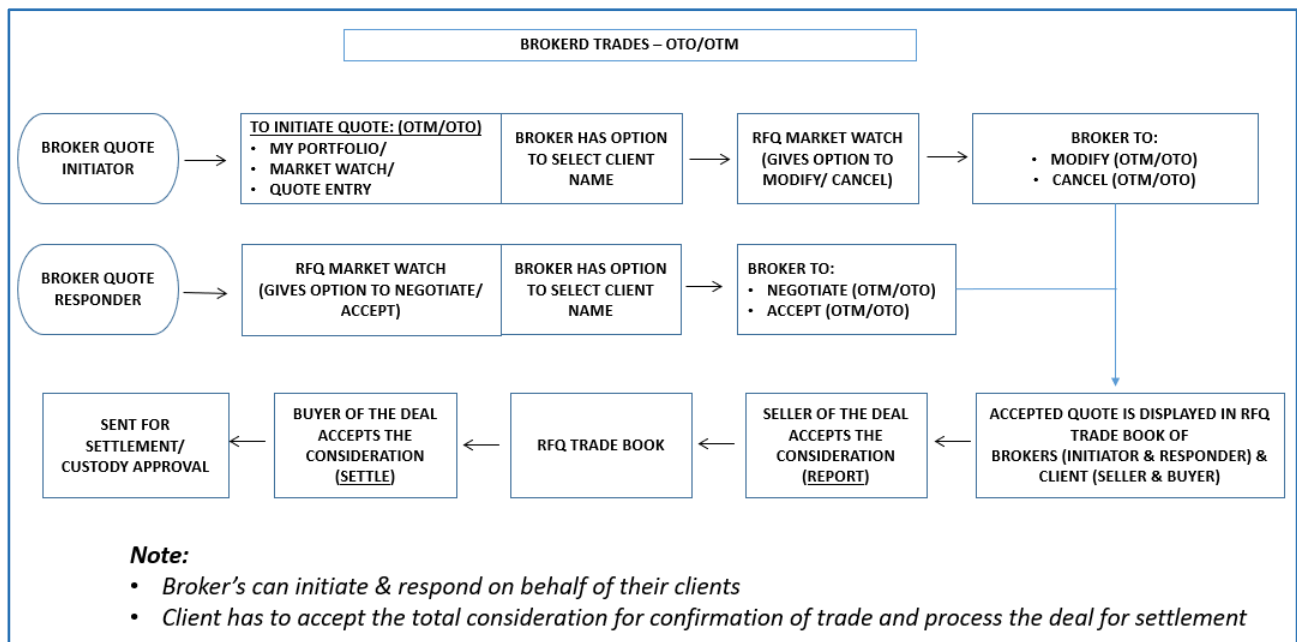 BROKERD TRADES – OTO/OTM
BROKER QUOTE
INITIATOR
TO INITIATE QUOTE: (OTM/OTO)
• MY PORTFOLIO/
• MARKET WATCH/
• QUOTE ENTRY
BROKER HAS OPTION
TO SELECT CLIENT
NAME
RFQ MARKET WATCH
(GIVES OPTION TO
MODIFY/ CANCEL)
BROKER TO:
• MODIFY (OTM/OTO)
• CANCEL (OTM/OTO)
BROKER QUOTE
RESPONDER
RFQ MARKET WATCH
(GIVES OPTION TO NEGOTIATE/
ACCEPT)
BROKER HAS OPTION
TO SELECT CLIENT
NAME
BROKER TO:
• NEGOTIATE (OTM/OTO)
• ACCEPT (OTM/OTO)
SENT FOR
SETTLEMENT/
CUSTODY APPROVAL
BUYER OF THE DEAL
ACCEPTS THE
CONSIDERATION
(SETTLE)
RFQ TRADE BOOK
SELLER OF THE DEAL
ACCEPTS THE
CONSIDERATION
(REPORT)
ACCEPTED QUOTE IS DISPLAYED IN RFQ
TRADE BOOK OF
BROKERS (INITIATOR & RESPONDER) &
CLIENT (SELLER & BUYER)
Note:
• Broker's can initiate & respond on behalf of their clients
• Client has to accept the total consideration for confirmation of trade and process the deal for settlement